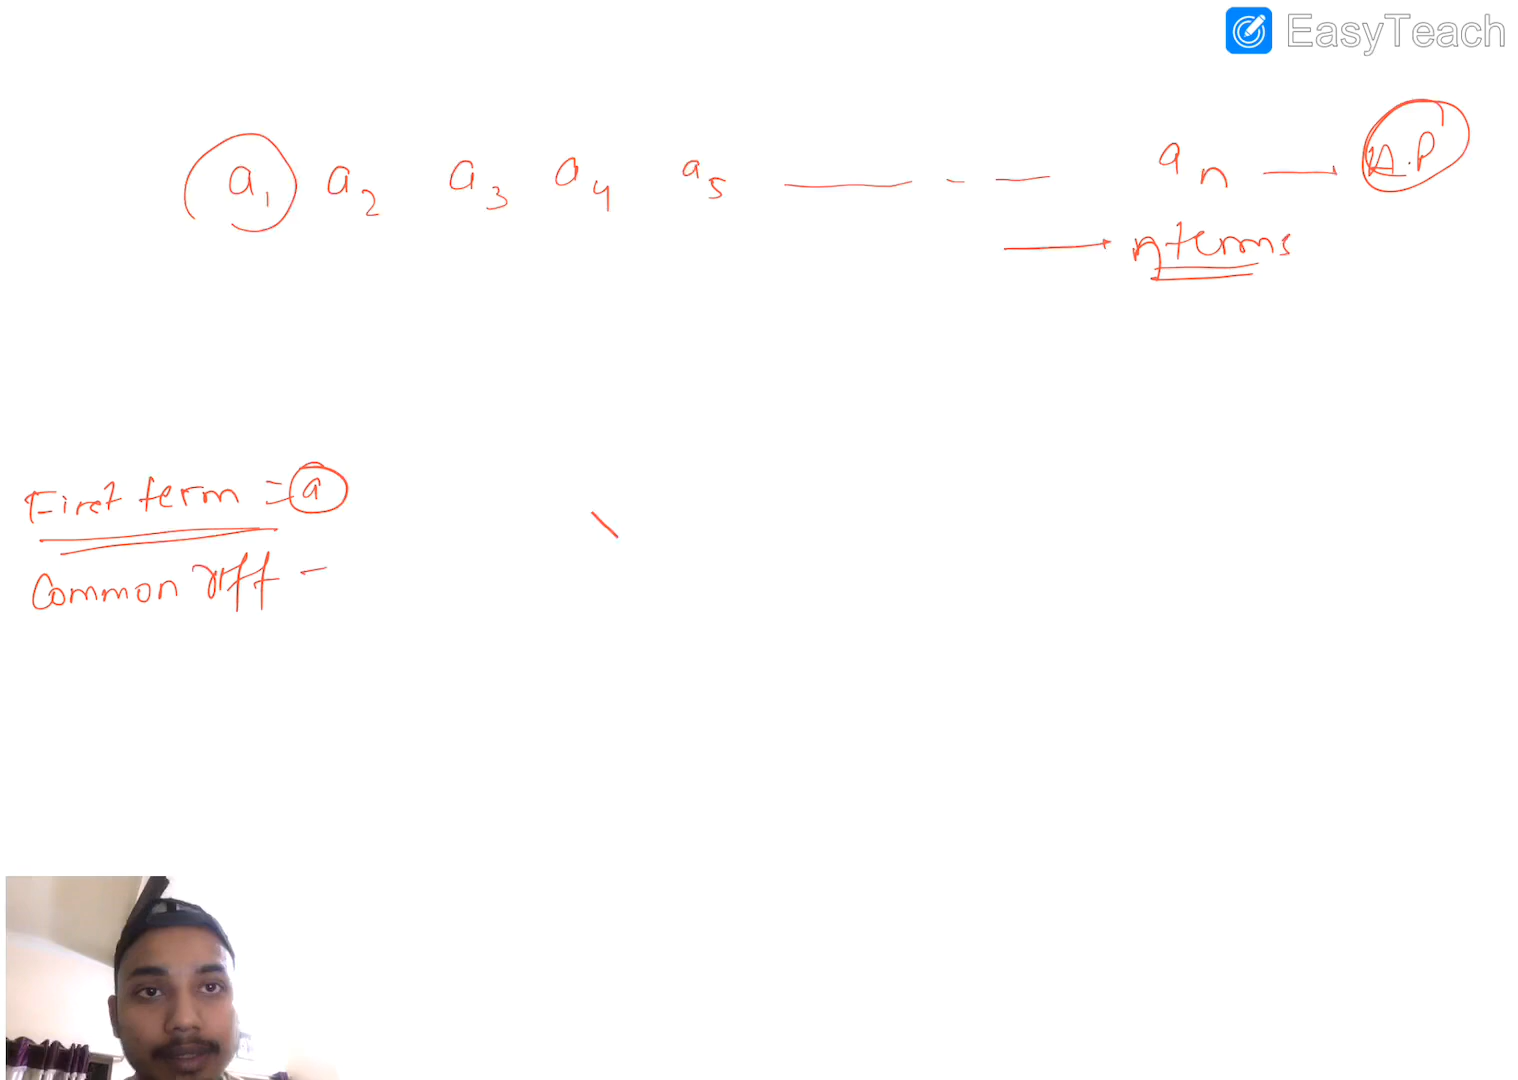 EasyTeach
a₁ a₂ a₃ a₄ a₅ ——— - — aₙ → A.P
→ n terms
First term = a
Common diff -